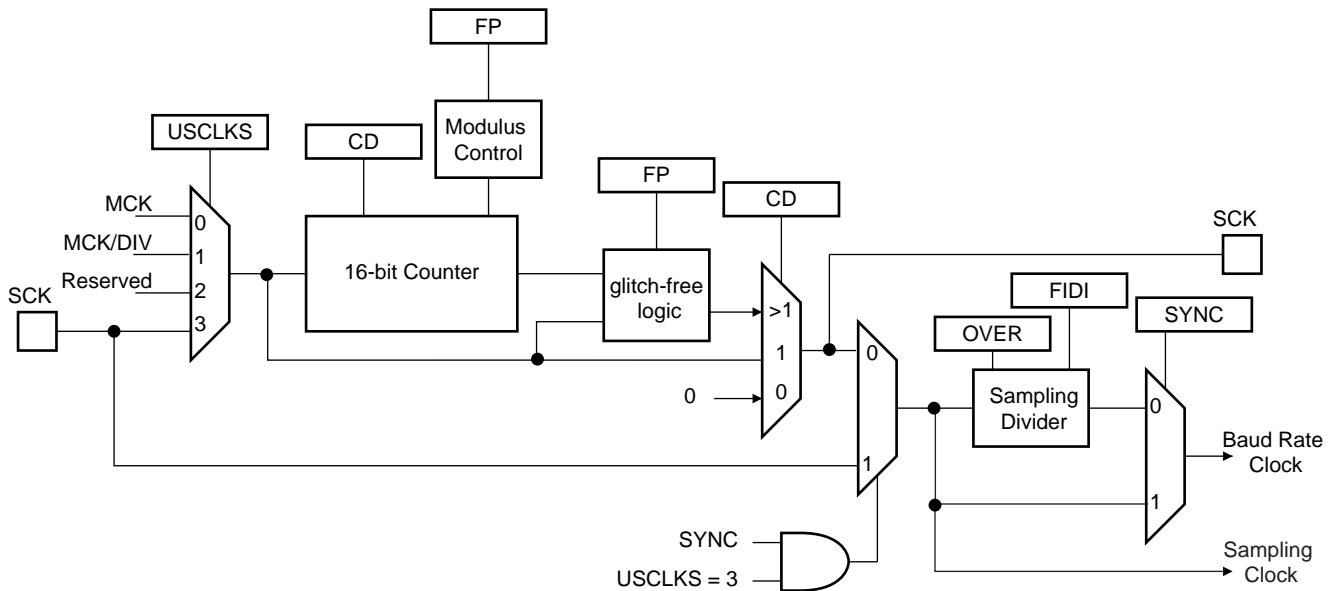 FP
USCLKS
CD
Modulus
Control
FP
CD
MCK
0
MCK/DIV
1
Reserved
2
SCK
3
16-bit Counter
glitch-free
logic
>1
1
0
0
SCK
FIDI
OVER
SYNC
0
1
Sampling
Divider
0
1
Baud Rate
Clock
SYNC
USCLKS = 3
Sampling
Clock